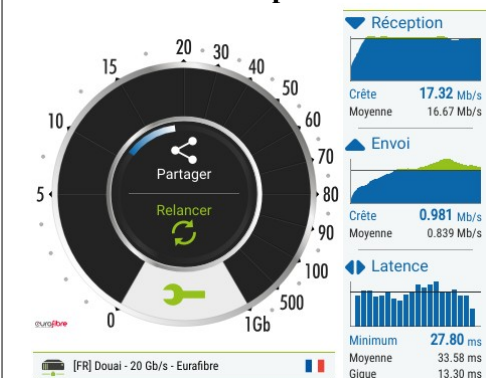 20
15
30
40
50
10
60
70
Partager
5
80
Relancer
90
100
500
0
1Gb
eurofibre
[FR] Douai - 20 Gb/s - Eurafibre
Réception
Crête 17.32 Mb/s
Moyenne 16.67 Mb/s
Envoi
Crête 0.981 Mb/s
Moyenne 0.839 Mb/s
Latence
Minimum 27.80 ms
Moyenne 33.58 ms
Gigue 13.30 ms